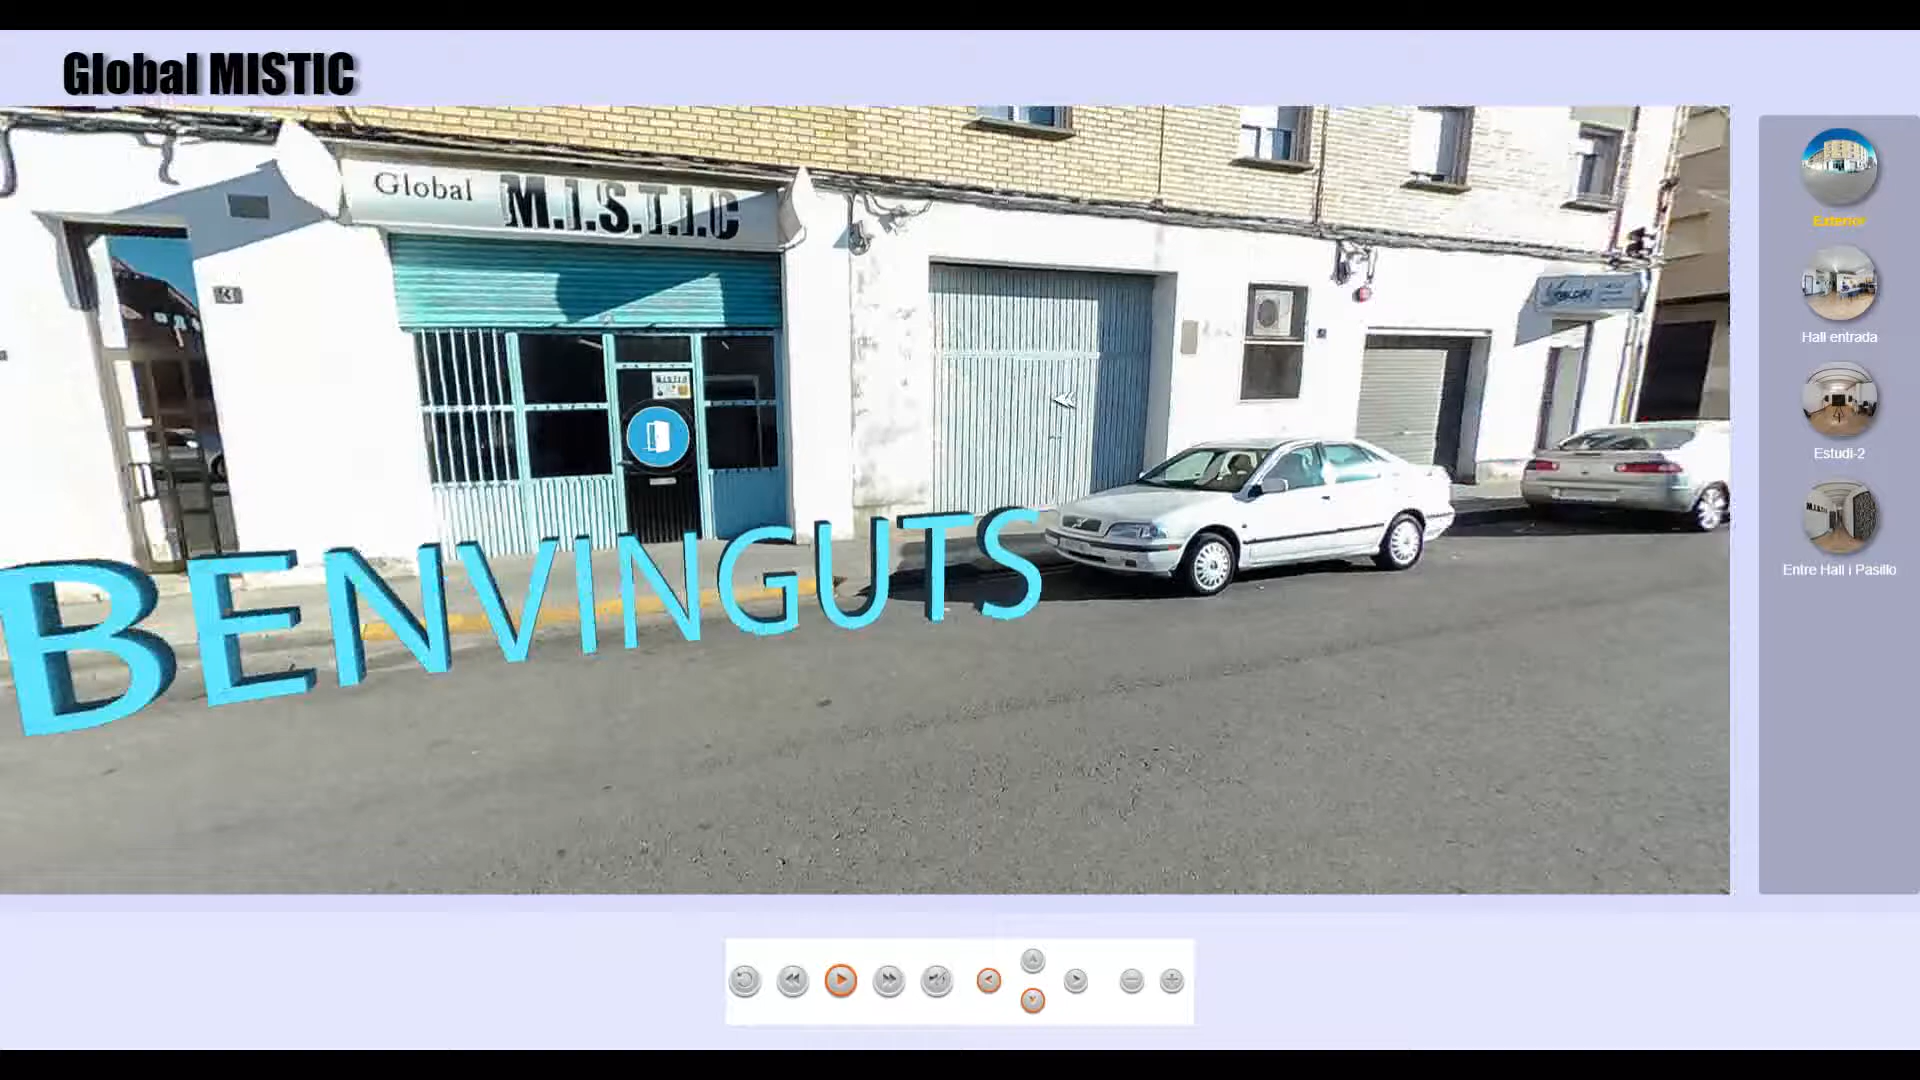 Global MISTIC
Global M.I.S.T.I.C
BENVINGUTS
Exterior
Hall entrada
Estudi-2
Entre Hall i Pasillo